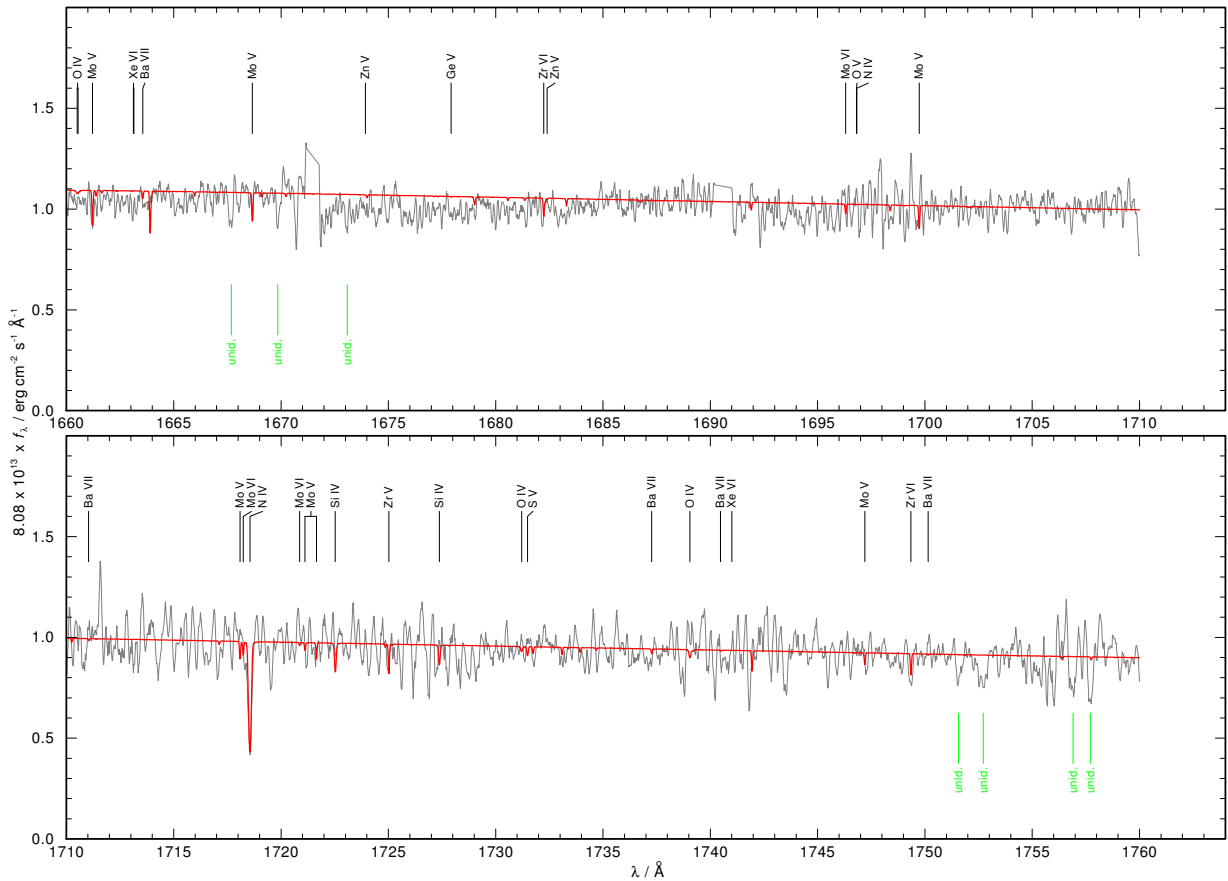 O IV
Mo V
Xe VI
Ba VII
Mo V
Zn V
Ge V
Zr VI
Zn V
Mo VI
O V
N IV
Mo V
1.5
1.0
0.5
0.0
unid.
unid.
unid.
1660 1665 1670 1675 1680 1685 1690 1695 1700 1705 1710
8.08 x 10¹³ x fλ / erg cm⁻² s⁻¹ Å⁻¹
Ba VII
Mo V
Mo VI
N IV
Mo VI
Mo V
Si IV
Zr V
Si IV
O IV
S V
Ba VII
O IV
Ba VII
Xe VI
Mo V
Zr VI
Ba VII
1.5
1.0
0.5
0.0
unid.
unid.
unid.
unid.
1710 1715 1720 1725 1730 1735 1740 1745 1750 1755 1760
λ / Å